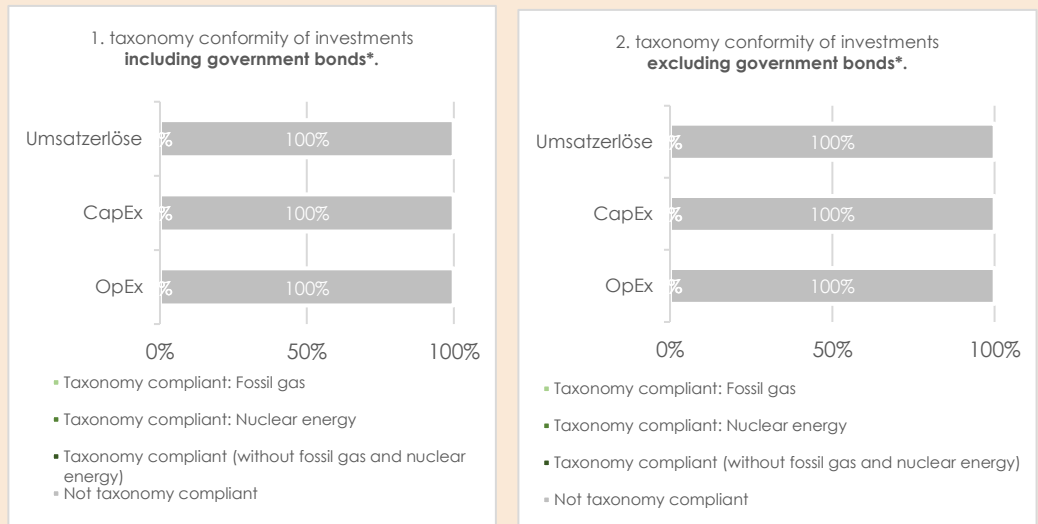 1. taxonomy conformity of investments
including government bonds*.
Umsatzerlöse
% 100%
CapEx
% 100%
OpEx
% 100%
0% 50% 100%
Taxonomy compliant: Fossil gas
Taxonomy compliant: Nuclear energy
Taxonomy compliant (without fossil gas and nuclear
energy)
Not taxonomy compliant
2. taxonomy conformity of investments
excluding government bonds*.
Umsatzerlöse
% 100%
CapEx
% 100%
OpEx
% 100%
0% 50% 100%
Taxonomy compliant: Fossil gas
Taxonomy compliant: Nuclear energy
Taxonomy compliant (without fossil gas and nuclear energy)
Not taxonomy compliant